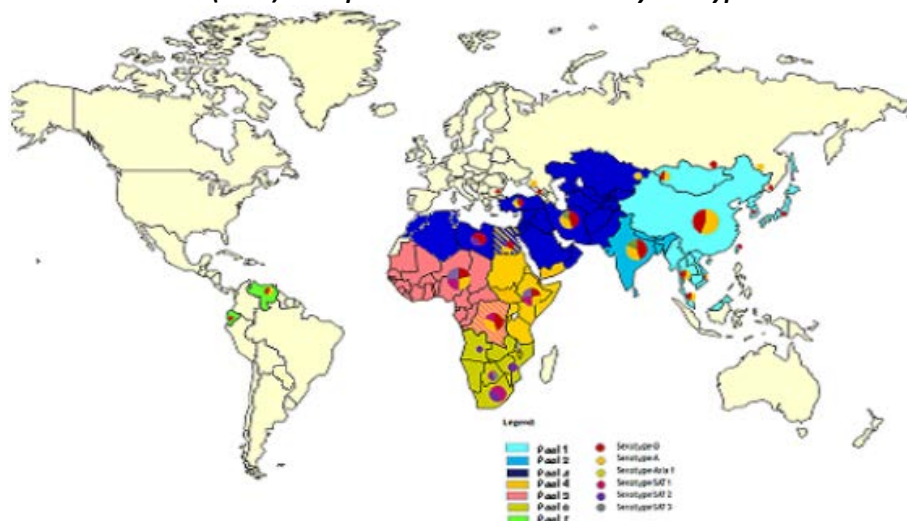 Legend
Pool 1
Pool 2
Pool 3
Pool 4
Pool 5
Pool 6
Pool 7
Serotype O
Serotype A
Serotype Asia 1
Serotype SAT 1
Serotype SAT 2
Serotype SAT 3